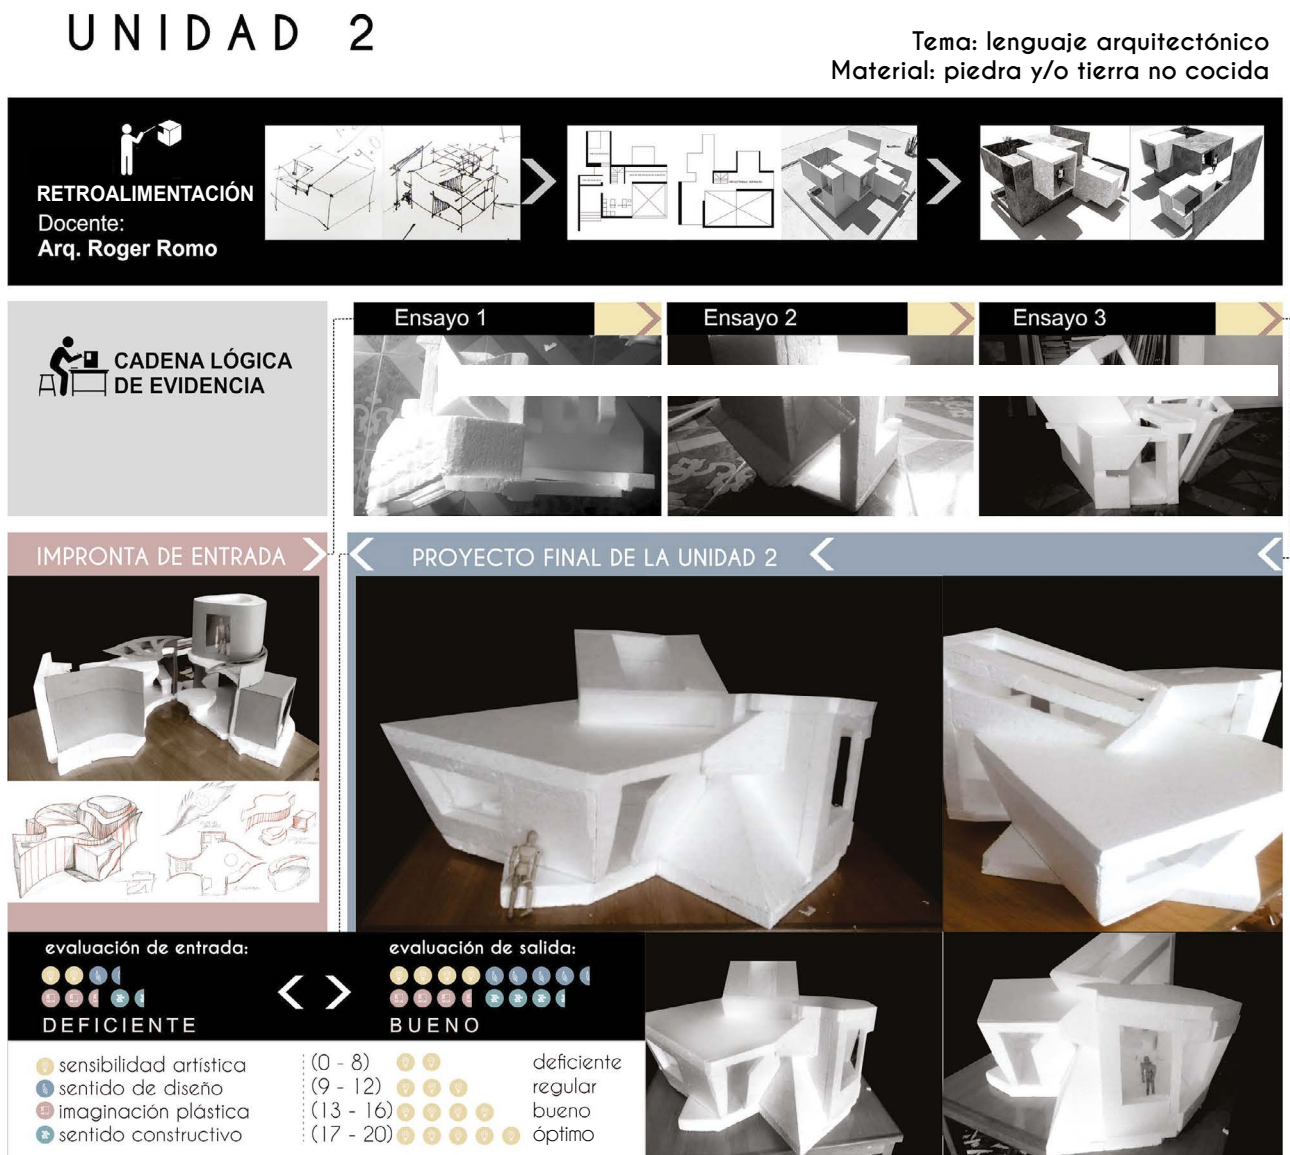 UNIDAD 2
Tema: lenguaje arquitectónico
Material: piedra y/o tierra no cocida
RETROALIMENTACIÓN
Docente:
Arq. Roger Romo
CADENA LÓGICA
DE EVIDENCIA
Ensayo 1
Ensayo 2
Ensayo 3
IMPRONTA DE ENTRADA
PROYECTO FINAL DE LA UNIDAD 2
evaluación de entrada:
DEFICIENTE
evaluación de salida:
BUENO
sensibilidad artística
sentido de diseño
imaginación plástica
sentido constructivo
(0 - 8) deficiente
(9 - 12) regular
(13 - 16) bueno
(17 - 20) óptimo